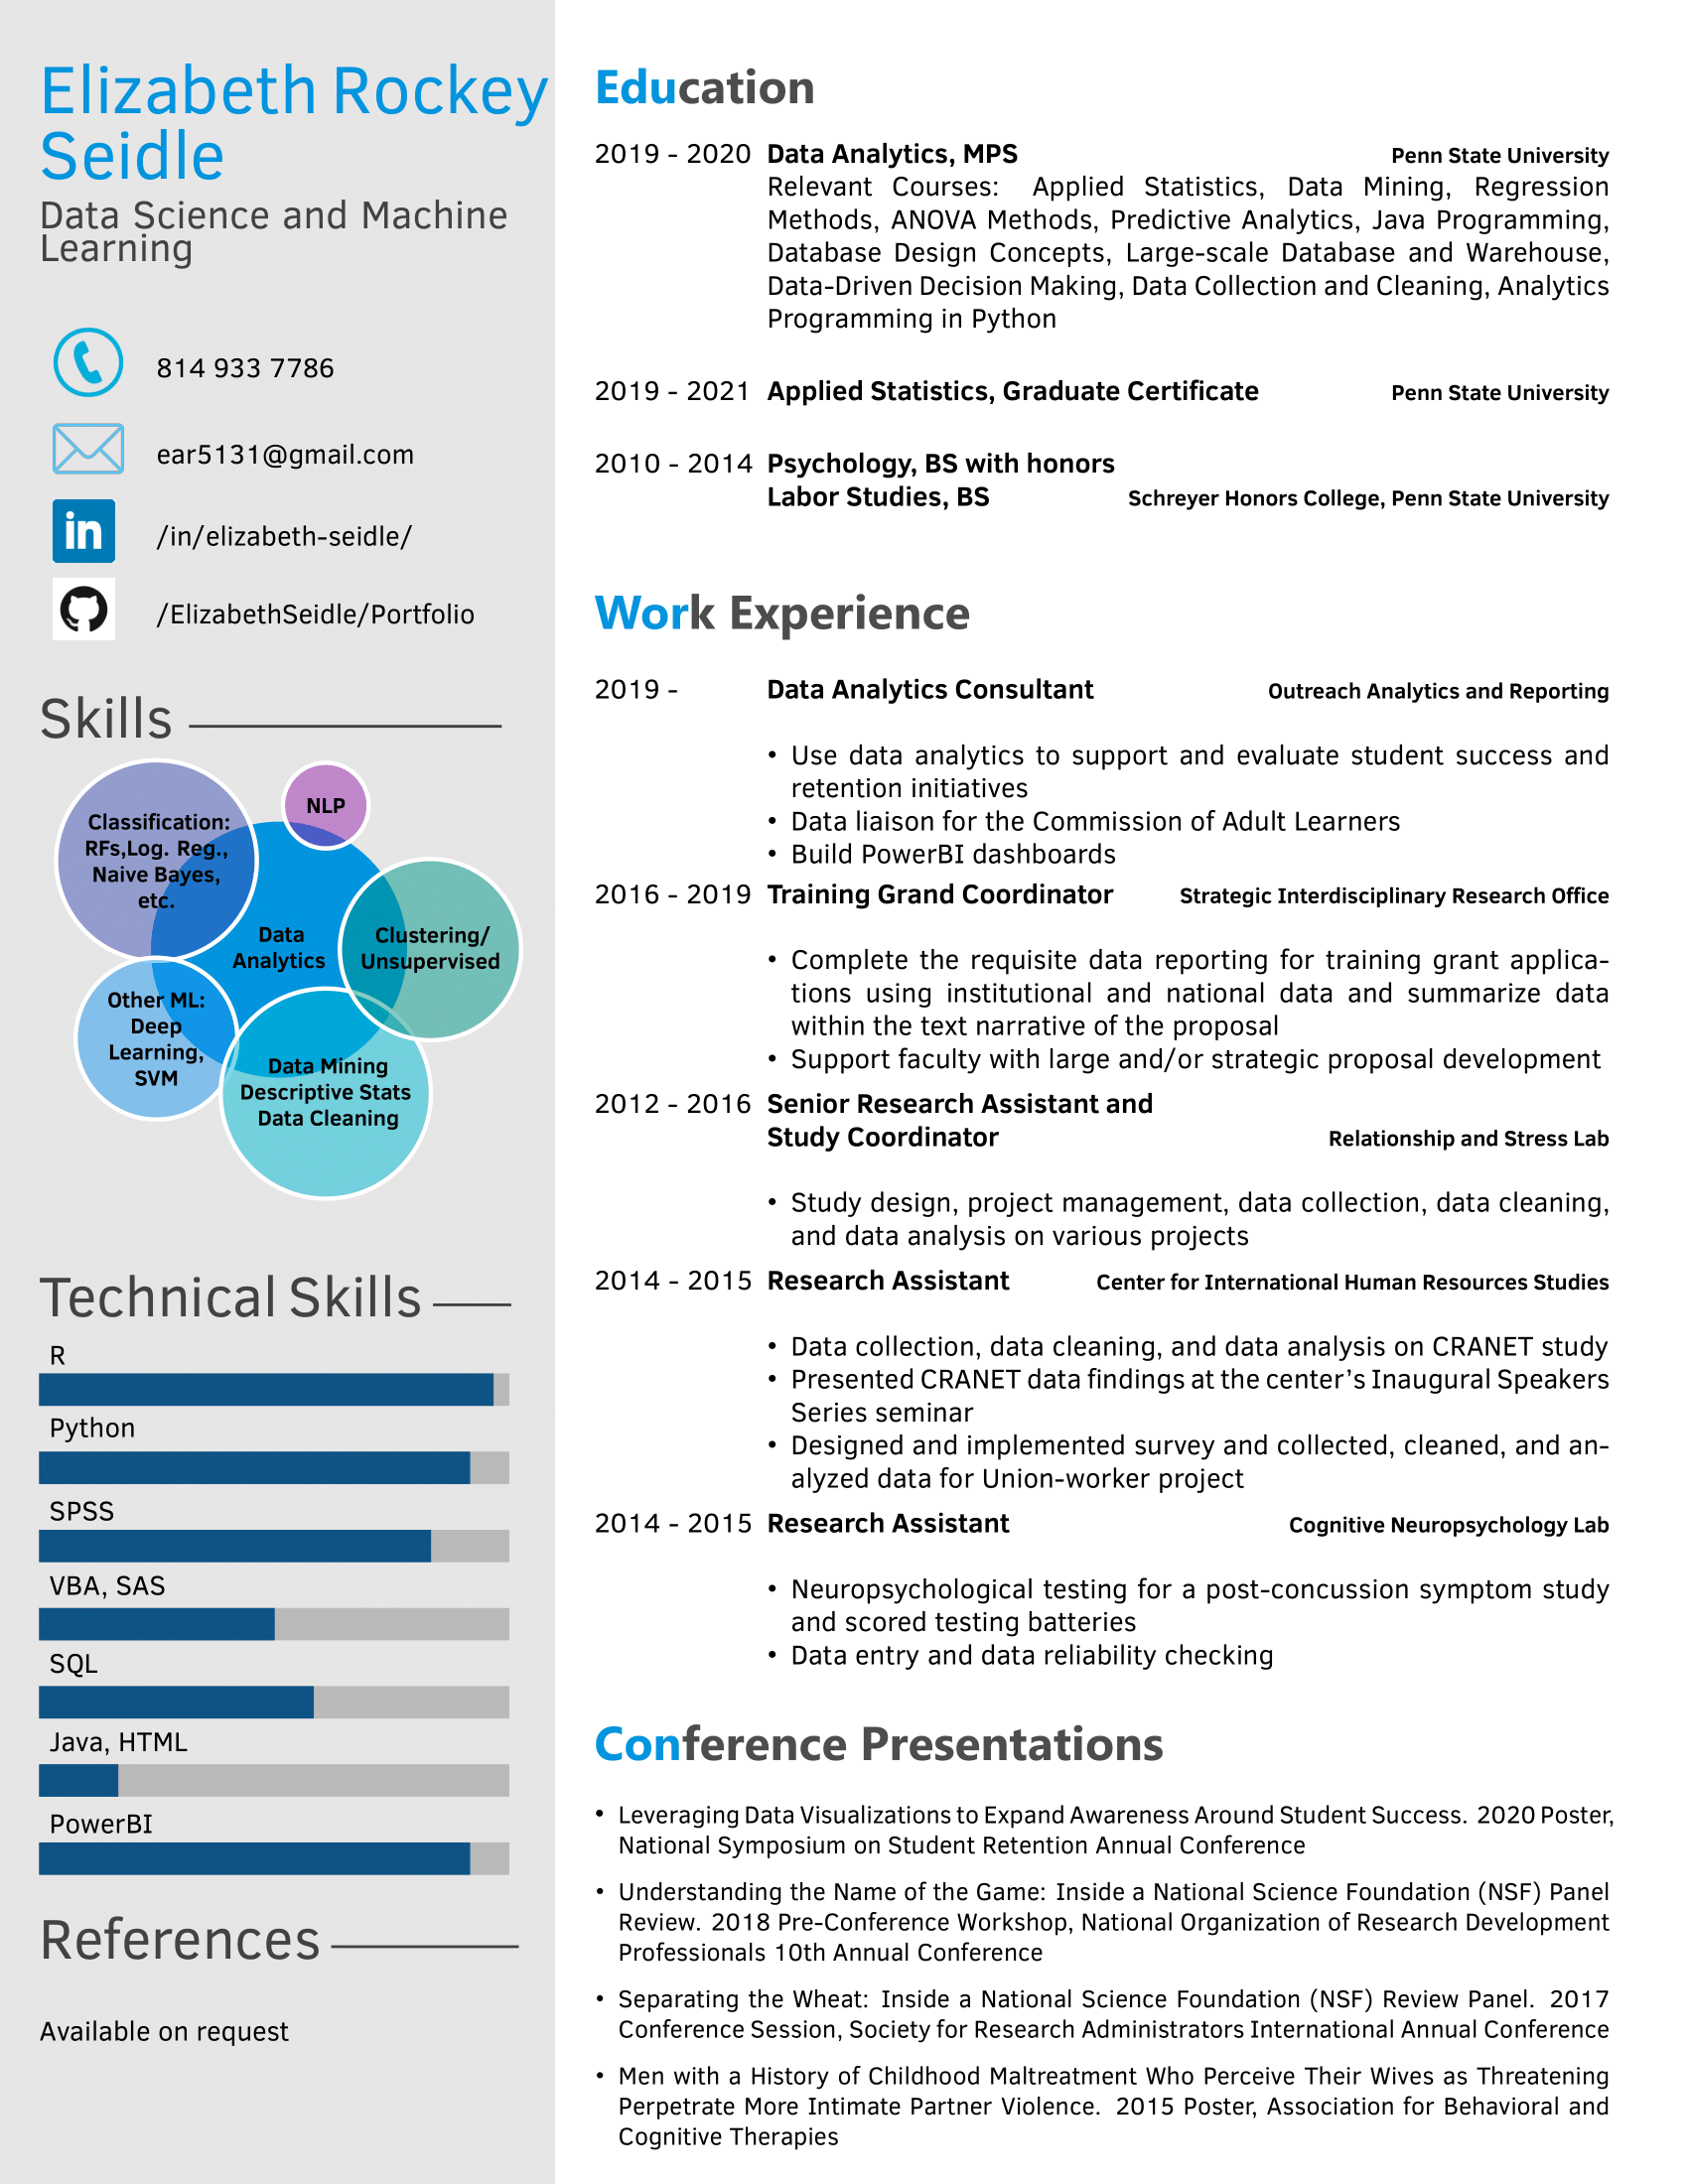 Elizabeth Rockey
Seidle
Data Science and Machine
Learning
814 933 7786
ear5131@gmail.com
in
/in/elizabeth-seidle/
/ElizabethSeidle/Portfolio
Skills
Classification:
RFs,Log. Reg.,
Naive Bayes,
etc.
NLP
Data
Analytics
Clustering/
Unsupervised
Other ML:
Deep
Learning,
SVM
Data Mining
Descriptive Stats
Data Cleaning
Technical Skills
R
Python
SPSS
VBA, SAS
SQL
Java, HTML
PowerBI
References
Available on request
Education
2019 - 2020 Data Analytics, MPS Penn State University
Relevant Courses: Applied Statistics, Data Mining, Regression
Methods, ANOVA Methods, Predictive Analytics, Java Programming,
Database Design Concepts, Large-scale Database and Warehouse,
Data-Driven Decision Making, Data Collection and Cleaning, Analytics
Programming in Python
2019 - 2021 Applied Statistics, Graduate Certificate Penn State University
2010 - 2014 Psychology, BS with honors
Labor Studies, BS Schreyer Honors College, Penn State University
Work Experience
2019 - Data Analytics Consultant Outreach Analytics and Reporting
• Use data analytics to support and evaluate student success and
retention initiatives
• Data liaison for the Commission of Adult Learners
• Build PowerBI dashboards
2016 - 2019 Training Grand Coordinator Strategic Interdisciplinary Research Office
• Complete the requisite data reporting for training grant applica-
tions using institutional and national data and summarize data
within the text narrative of the proposal
• Support faculty with large and/or strategic proposal development
2012 - 2016 Senior Research Assistant and
Study Coordinator Relationship and Stress Lab
• Study design, project management, data collection, data cleaning,
and data analysis on various projects
2014 - 2015 Research Assistant Center for International Human Resources Studies
• Data collection, data cleaning, and data analysis on CRANET study
• Presented CRANET data findings at the center's Inaugural Speakers
Series seminar
• Designed and implemented survey and collected, cleaned, and an-
alyzed data for Union-worker project
2014 - 2015 Research Assistant Cognitive Neuropsychology Lab
• Neuropsychological testing for a post-concussion symptom study
and scored testing batteries
• Data entry and data reliability checking
Conference Presentations
• Leveraging Data Visualizations to Expand Awareness Around Student Success. 2020 Poster,
National Symposium on Student Retention Annual Conference
• Understanding the Name of the Game: Inside a National Science Foundation (NSF) Panel
Review. 2018 Pre-Conference Workshop, National Organization of Research Development
Professionals 10th Annual Conference
• Separating the Wheat: Inside a National Science Foundation (NSF) Review Panel. 2017
Conference Session, Society for Research Administrators International Annual Conference
• Men with a History of Childhood Maltreatment Who Perceive Their Wives as Threatening
Perpetrate More Intimate Partner Violence. 2015 Poster, Association for Behavioral and
Cognitive Therapies